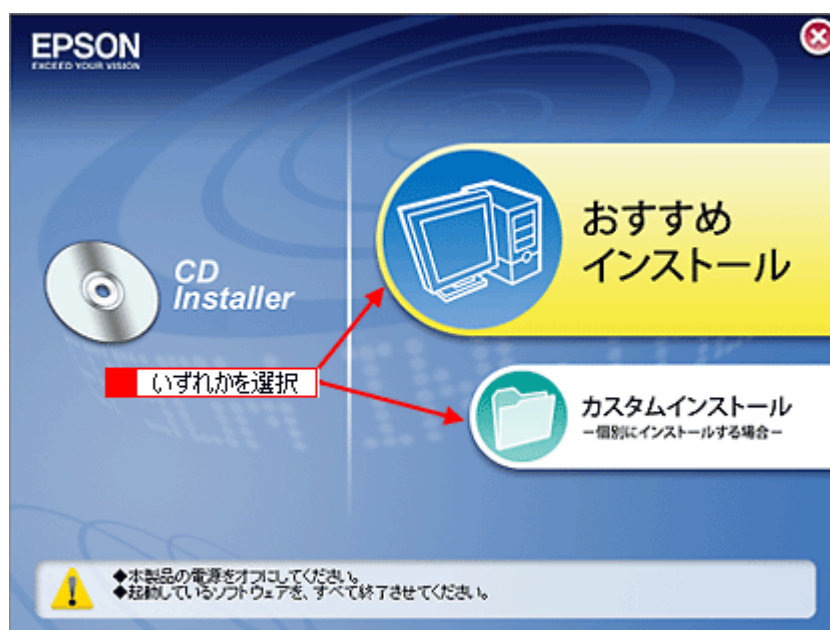 EPSON
EXCEED YOUR VISION
CD
Installer
おすすめ
インストール
いずれかを選択
カスタムインストール
－個別にインストールする場合－
◆本製品の電源をオフにしてください。
◆起動しているソフトウェアを、すべて終了させてください。